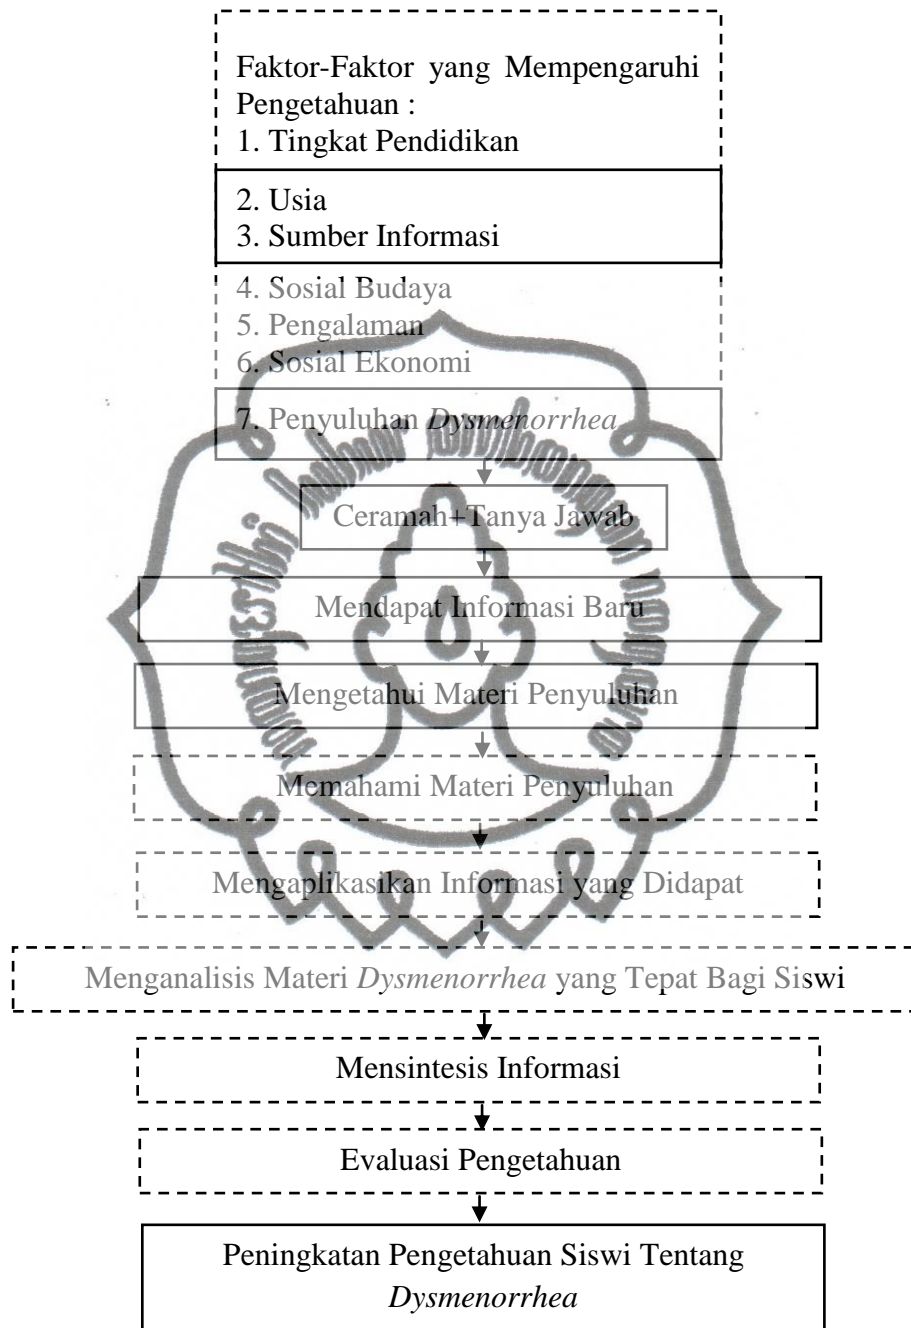 Faktor-Faktor yang Mempengaruhi
Pengetahuan :
1. Tingkat Pendidikan
2. Usia
3. Sumber Informasi
4. Sosial Budaya
5. Pengalaman
6. Sosial Ekonomi
7. Penyuluhan Dysmenorrhea
Ceramah+Tanya Jawab
Mendapat Informasi Baru
Mengetahui Materi Penyuluhan
Memahami Materi Penyuluhan
Mengaplikasikan Informasi yang Didapat
Menganalisis Materi Dysmenorrhea yang Tepat Bagi Siswi
Mensintesis Informasi
Evaluasi Pengetahuan
Peningkatan Pengetahuan Siswi Tentang
Dysmenorrhea